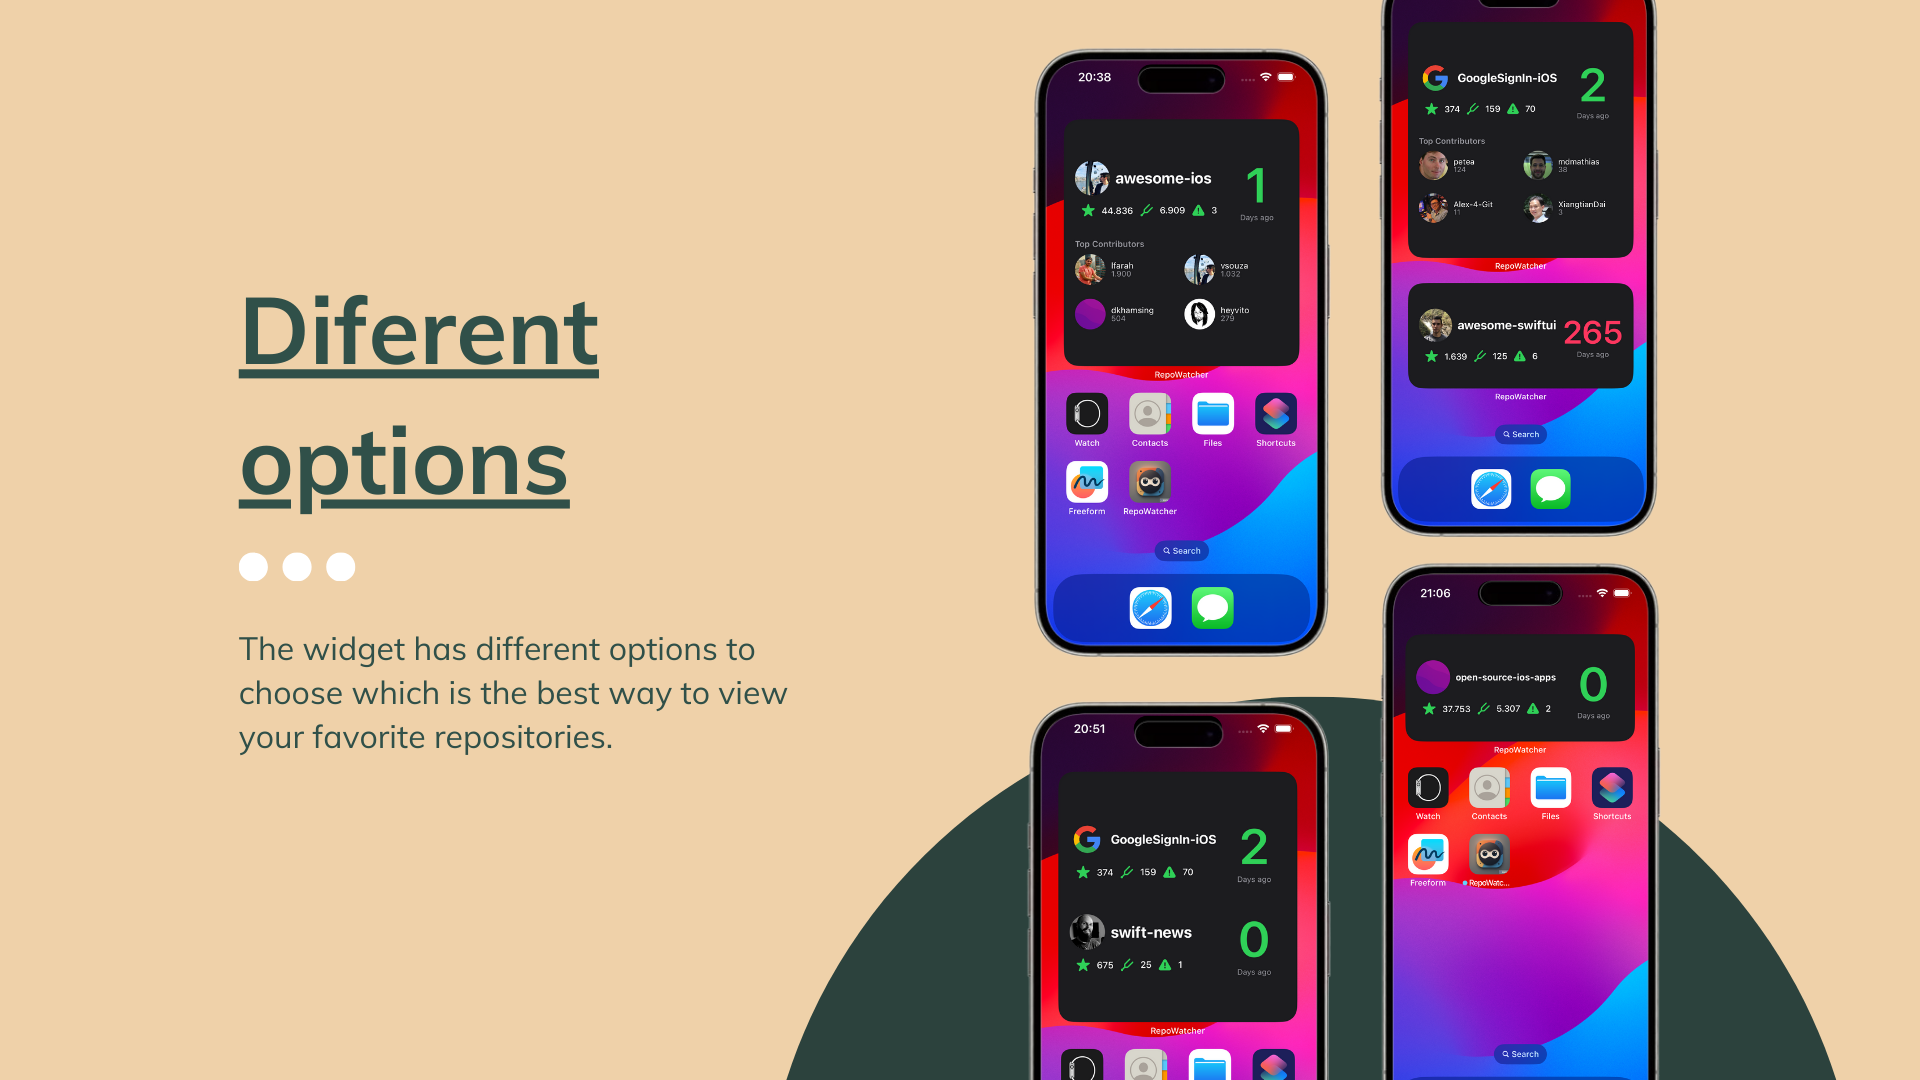 Diferent
options
The widget has different options to
choose which is the best way to view
your favorite repositories.
20:38
awesome-ios
1
44.836 6.909 3
Days ago
Top Contributors
lfarah
1.900
vsouza
1.032
dkhamsing
504
heyvito
279
RepoWatcher
Watch Contacts Files Shortcuts
Freeform RepoWatcher
Search
GoogleSignIn-iOS
2
374 159 70
Days ago
Top Contributors
petea
124
mdmathias
38
Alex-4-Git
11
XiangtianDai
3
RepoWatcher
awesome-swiftui
265
1.639 125 6
Days ago
RepoWatcher
Search
20:51
GoogleSignIn-iOS
2
374 159 70
Days ago
swift-news
0
675 25 1
Days ago
RepoWatcher
21:06
open-source-ios-apps
0
37.753 5.307 2
Days ago
RepoWatcher
Watch Contacts Files Shortcuts
Freeform RepoWatc...
Search